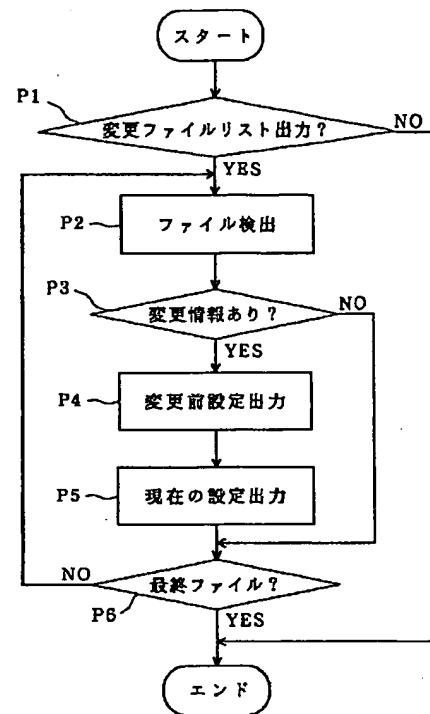 スタート
P1
変更ファイルリスト出力？
NO
YES
P2
ファイル検出
P3
変更情報あり？
NO
YES
P4
変更前設定出力
P5
現在の設定出力
NO
最終ファイル？
P6
YES
エンド